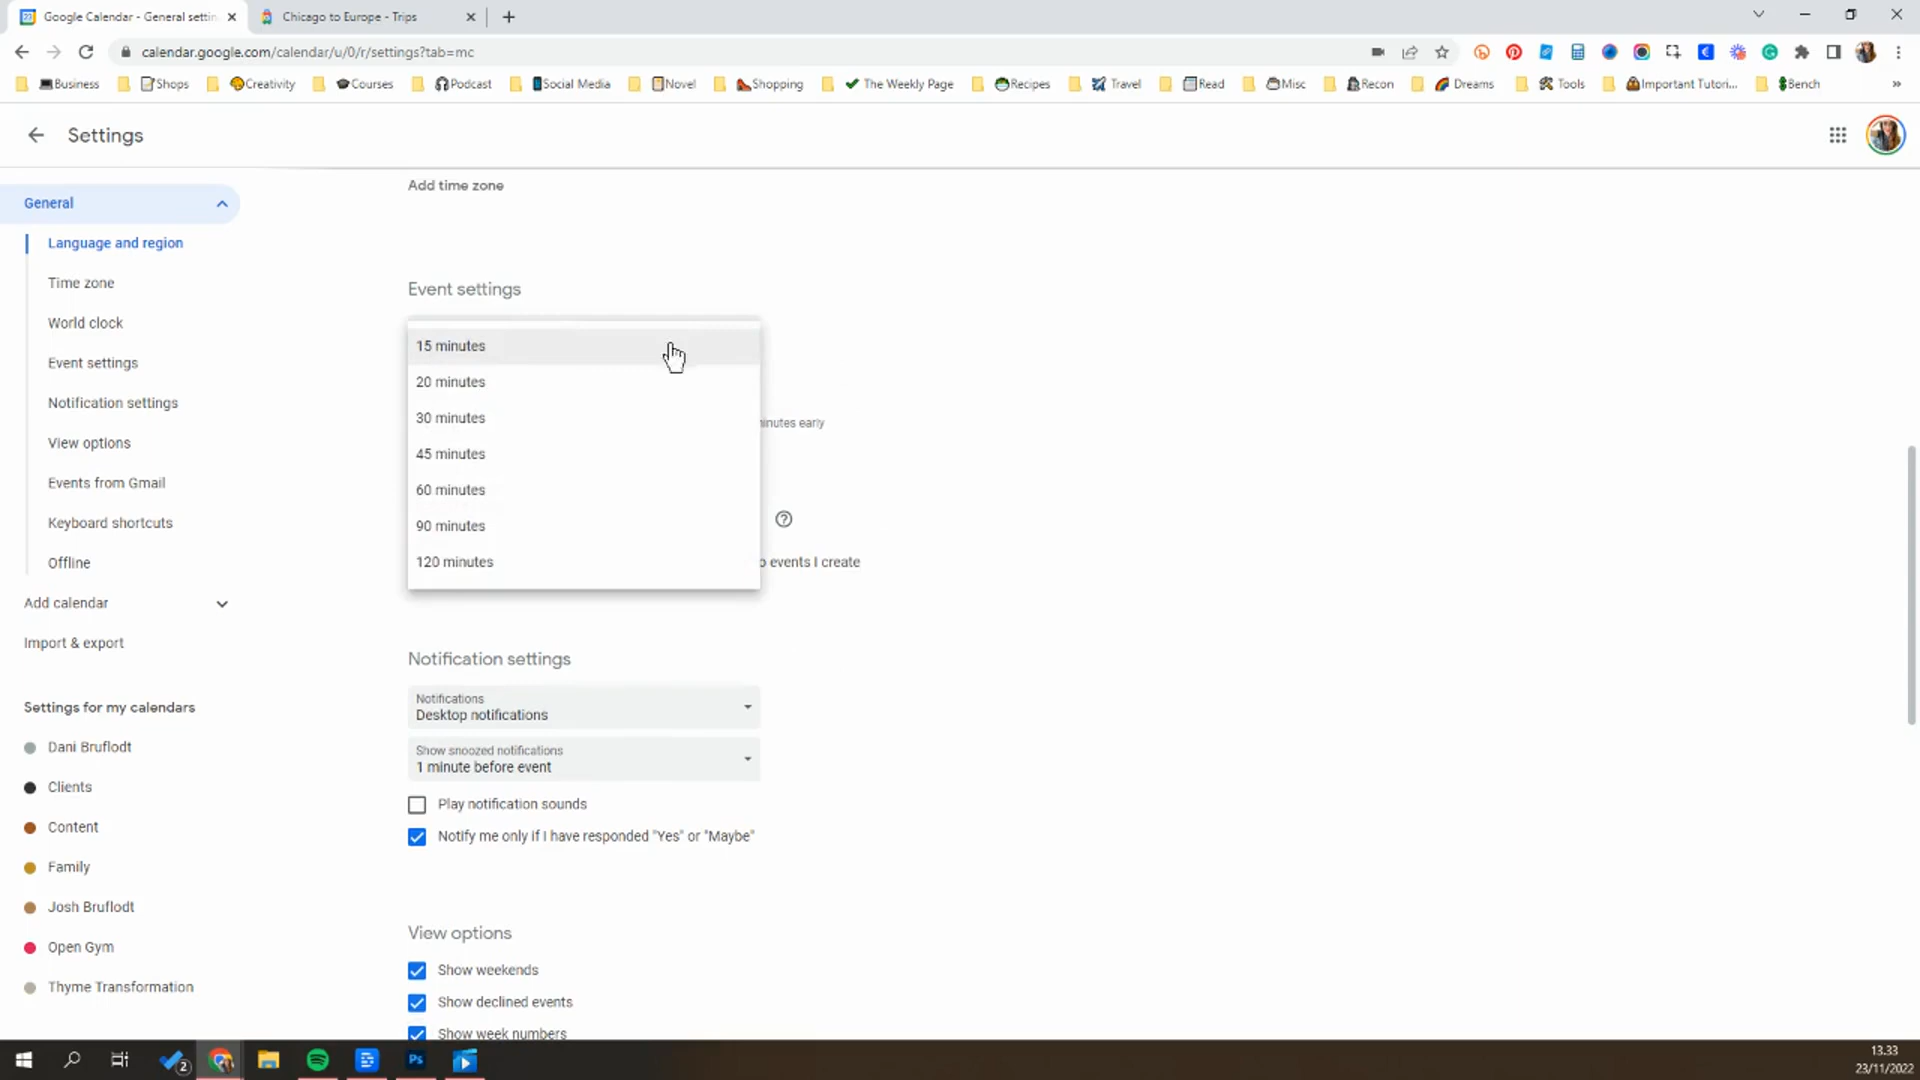 Google Calendar - General settin
Chicago to Europe - Trips
calendar.google.com/calendar/u/0/r/settings?tab=mc
Business
Shops
Creativity
Courses
Podcast
Social Media
Novel
Shopping
The Weekly Page
Recipes
Travel
Read
Misc
Recon
Dreams
Tools
Important Tutori...
Bench
»
Settings
General
Language and region
Time zone
World clock
Event settings
Notification settings
View options
Events from Gmail
Keyboard shortcuts
Offline
Add calendar
Import & export
Settings for my calendars
Dani Bruflodt
Clients
Content
Family
Josh Bruflodt
Open Gym
Thyme Transformation
Add time zone
Event settings
15 minutes
20 minutes
30 minutes
45 minutes
60 minutes
90 minutes
120 minutes
minutes early
o events I create
Notification settings
Notifications
Desktop notifications
Show snoozed notifications
1 minute before event
Play notification sounds
Notify me only if I have responded "Yes" or "Maybe"
View options
Show weekends
Show declined events
Show week numbers
2
Ps
13.33
23/11/2022